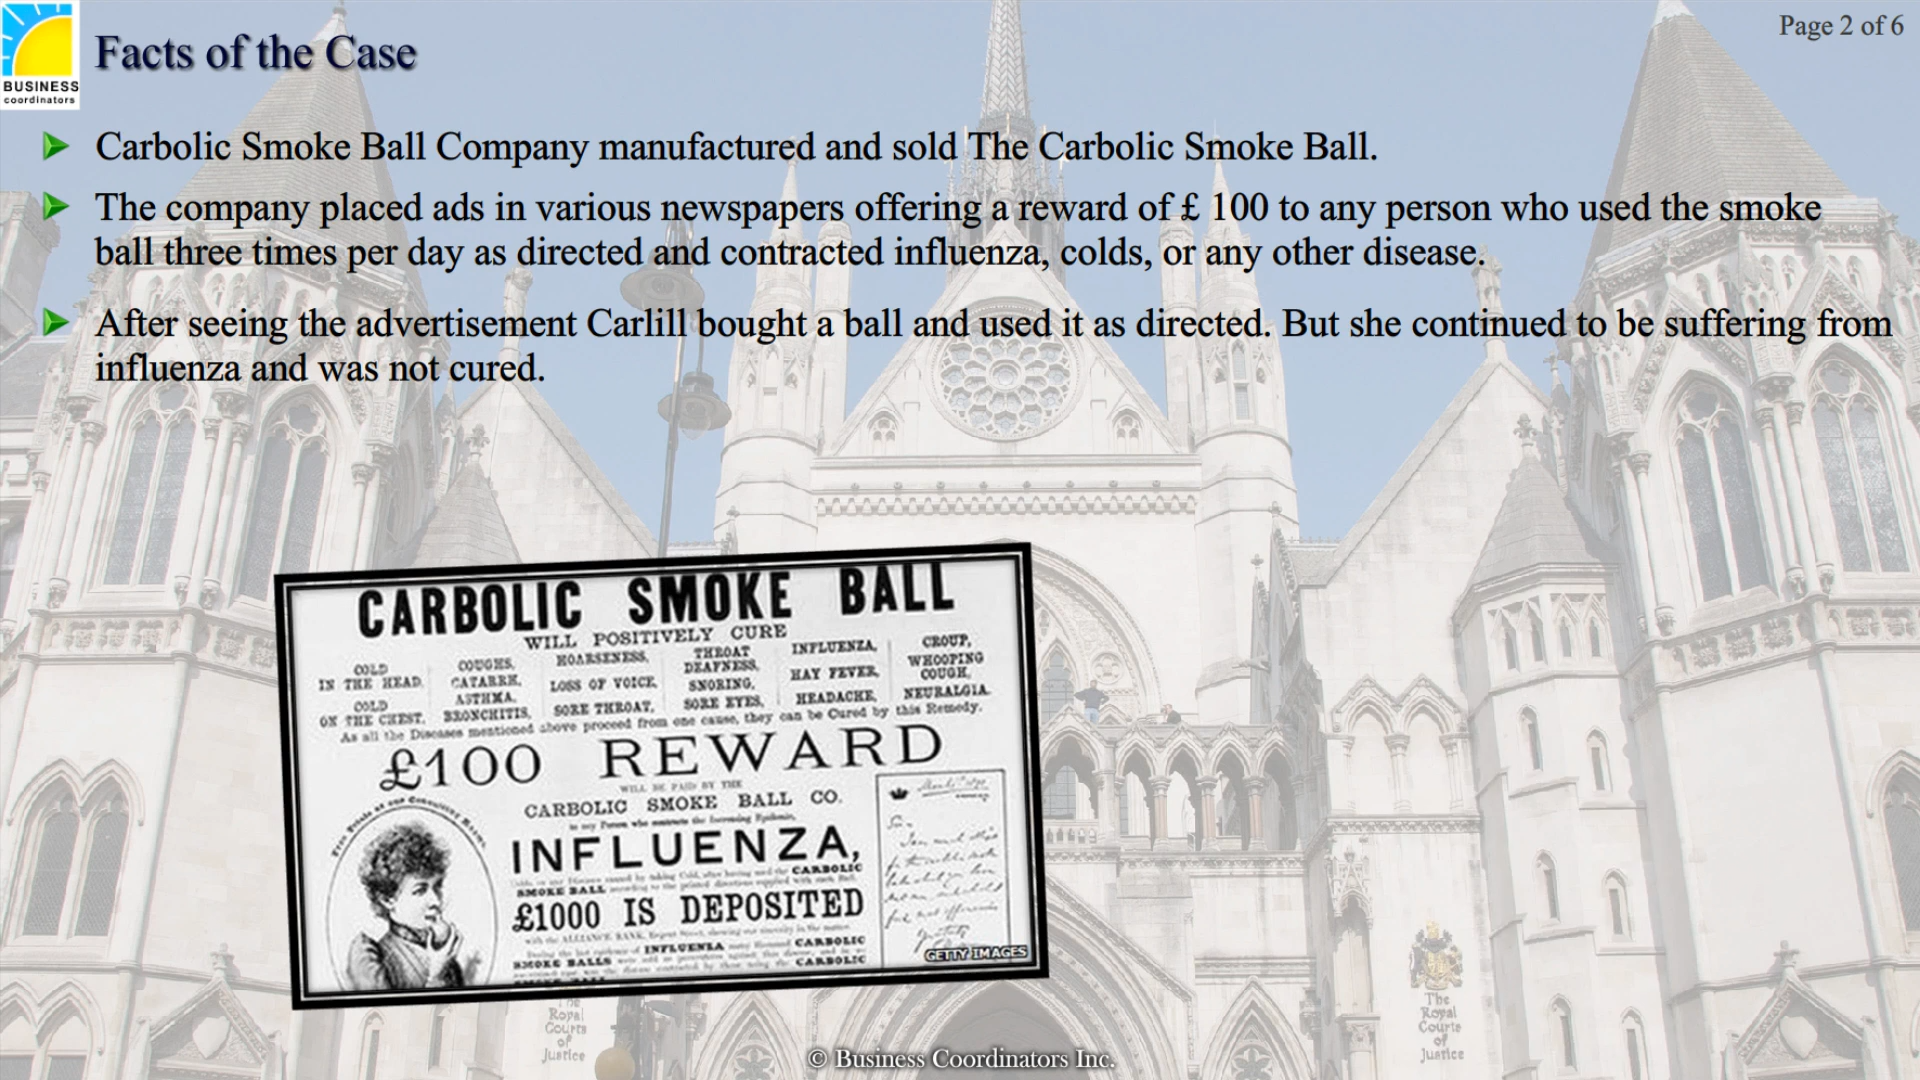 BUSINESS
coordinators
Facts of the Case
Page 2 of 6
Carbolic Smoke Ball Company manufactured and sold The Carbolic Smoke Ball.
The company placed ads in various newspapers offering a reward of £ 100 to any person who used the smoke
ball three times per day as directed and contracted influenza, colds, or any other disease.
After seeing the advertisement Carlill bought a ball and used it as directed. But she continued to be suffering from
influenza and was not cured.
CARBOLIC SMOKE BALL
WILL POSITIVELY CURE
COLD
IN THE HEAD,
COLD
ON THE CHEST,
COUGHS,
CATARRH,
ASTHMA,
BRONCHITIS,
HOARSENESS,
LOSS OF VOICE,
SORE THROAT,
THROAT
DEAFNESS,
SNORING,
SORE EYES,
INFLUENZA,
HAY FEVER,
HEADACHE,
CROUP,
WHOOPING
COUGH,
NEURALGIA.
As all the Diseases mentioned above proceed from one cause, they can be Cured by this Remedy.
£100 REWARD
WILL BE PAID BY THE
CARBOLIC SMOKE BALL CO.
INFLUENZA,
CARBOLIC
SMOKE BALL
£1000 IS DEPOSITED
INFLUENZA CARBOLIC
SMOKE BALLS
CARBOLIC
GETTY IMAGES
The
Royal
Courts
of
Justice
The
Royal
Courts
of
Justice
© Business Coordinators Inc.